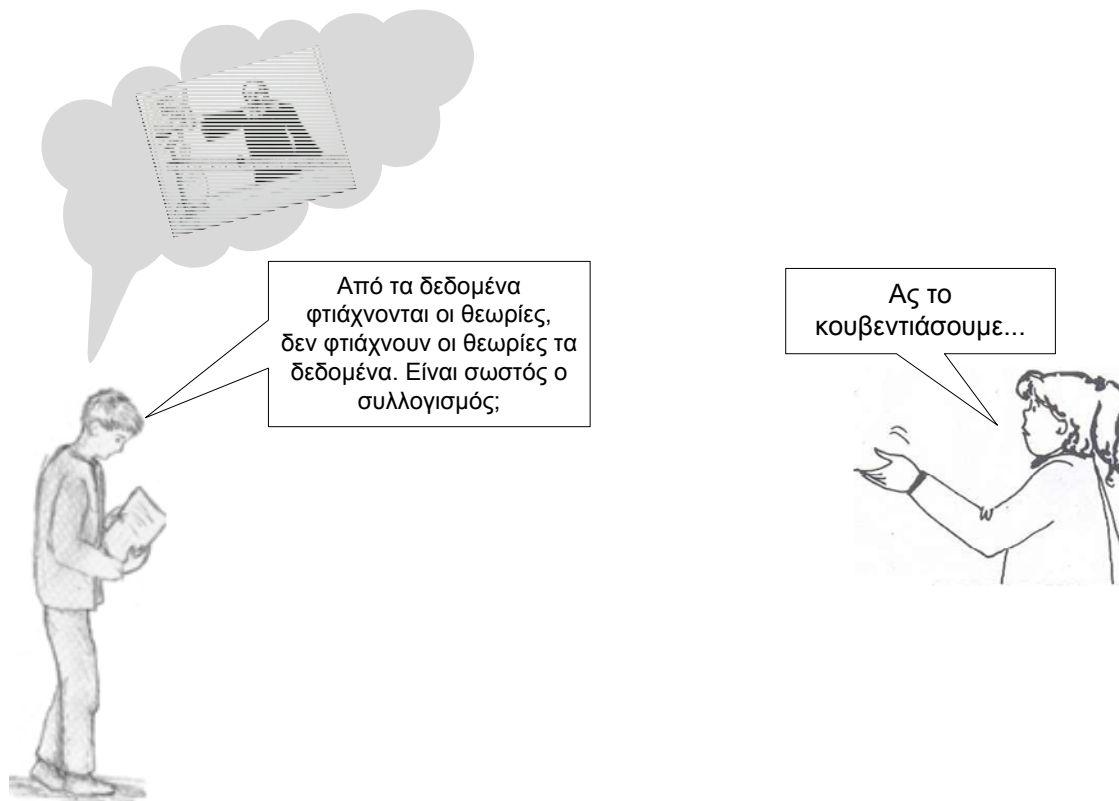 Από τα δεδομένα
φτιάχνονται οι θεωρίες,
δεν φτιάχνουν οι θεωρίες τα
δεδομένα. Είναι σωστός ο
συλλογισμός;
Ας το
κουβεντιάσουμε...